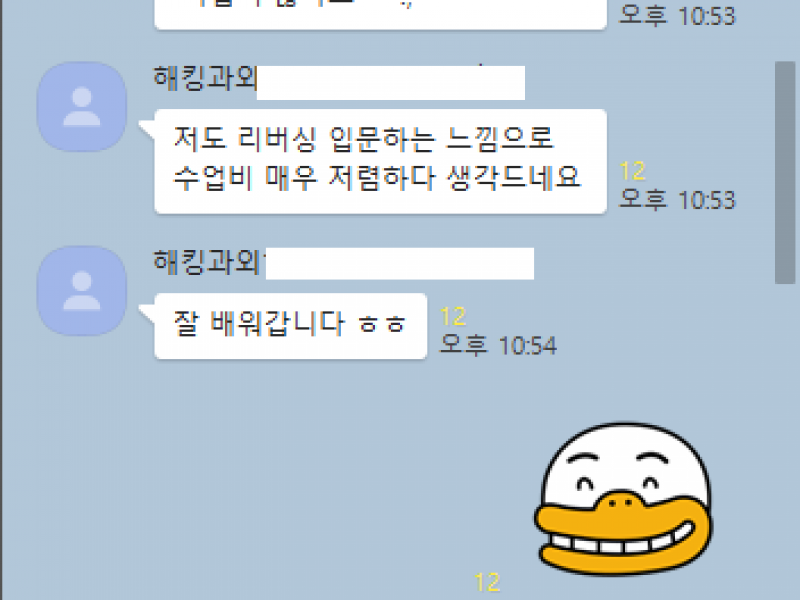 오후 10:53
해킹과외
저도 리버싱 입문하는 느낌으로
수업비 매우 저렴하다 생각드네요
12
오후 10:53
해킹과외
잘 배워갑니다 ㅎㅎ
12
오후 10:54
12